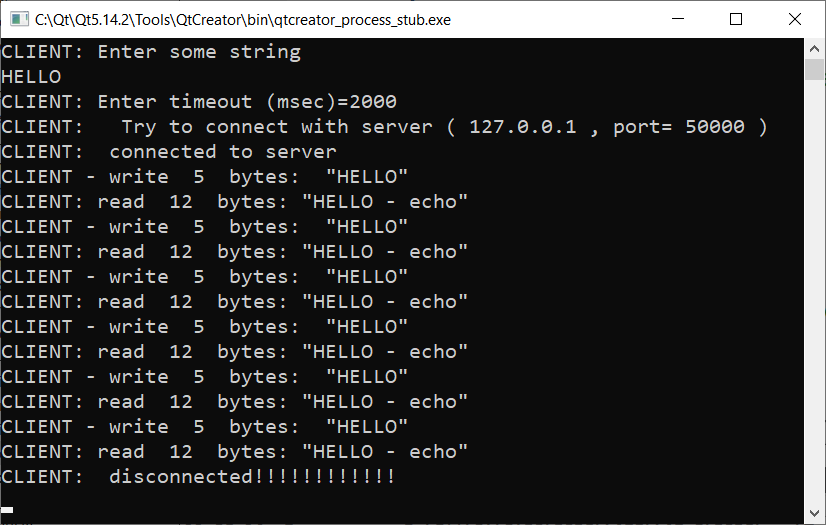 C:\Qt\Qt5.14.2\Tools\QtCreator\bin\qtcreator_process_stub.exe
CLIENT: Enter some string
HELLO
CLIENT: Enter timeout (msec)=2000
CLIENT:   Try to connect with server ( 127.0.0.1 , port= 50000 )
CLIENT:  connected to server
CLIENT - write  5  bytes:  "HELLO"
CLIENT: read  12  bytes: "HELLO - echo"
CLIENT - write  5  bytes:  "HELLO"
CLIENT: read  12  bytes: "HELLO - echo"
CLIENT - write  5  bytes:  "HELLO"
CLIENT: read  12  bytes: "HELLO - echo"
CLIENT - write  5  bytes:  "HELLO"
CLIENT: read  12  bytes: "HELLO - echo"
CLIENT - write  5  bytes:  "HELLO"
CLIENT: read  12  bytes: "HELLO - echo"
CLIENT - write  5  bytes:  "HELLO"
CLIENT: read  12  bytes: "HELLO - echo"
CLIENT:  disconnected!!!!!!!!!!!!